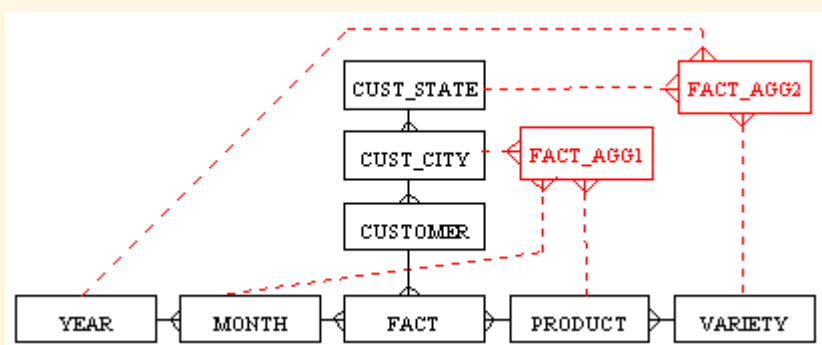 CUST_STATE
FACT_AGG2
CUST_CITY
FACT_AGG1
CUSTOMER
YEAR
MONTH
FACT
PRODUCT
VARIETY